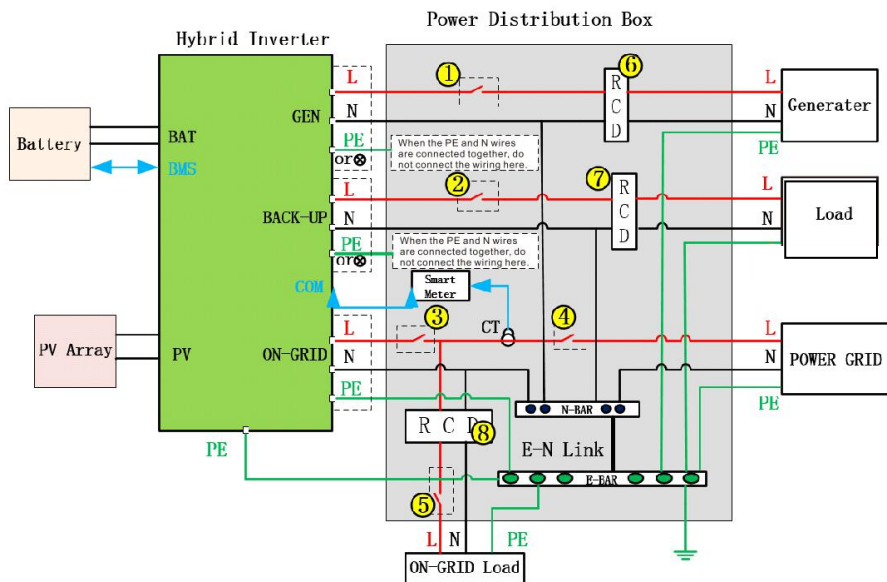 Power Distribution Box
Hybrid Inverter
L
①
⑥
L
R
C
D
GEN
N
N
Generater
PE
PE
When the PE and N wires
are connected together, do
not connect the wiring here.
or
Battery
BAT
BMS
L
②
⑦
L
R
C
D
BACK-UP
N
N
Load
PE
When the PE and N wires
are connected together, do
not connect the wiring here.
or
COM
Smart
Meter
L
③
CT
④
L
PV Array
PV
ON-GRID
N
N
POWER GRID
PE
PE
N-BAR
R C D
⑧
E-N Link
PE
E-BAR
⑤
L
N
PE
ON-GRID Load